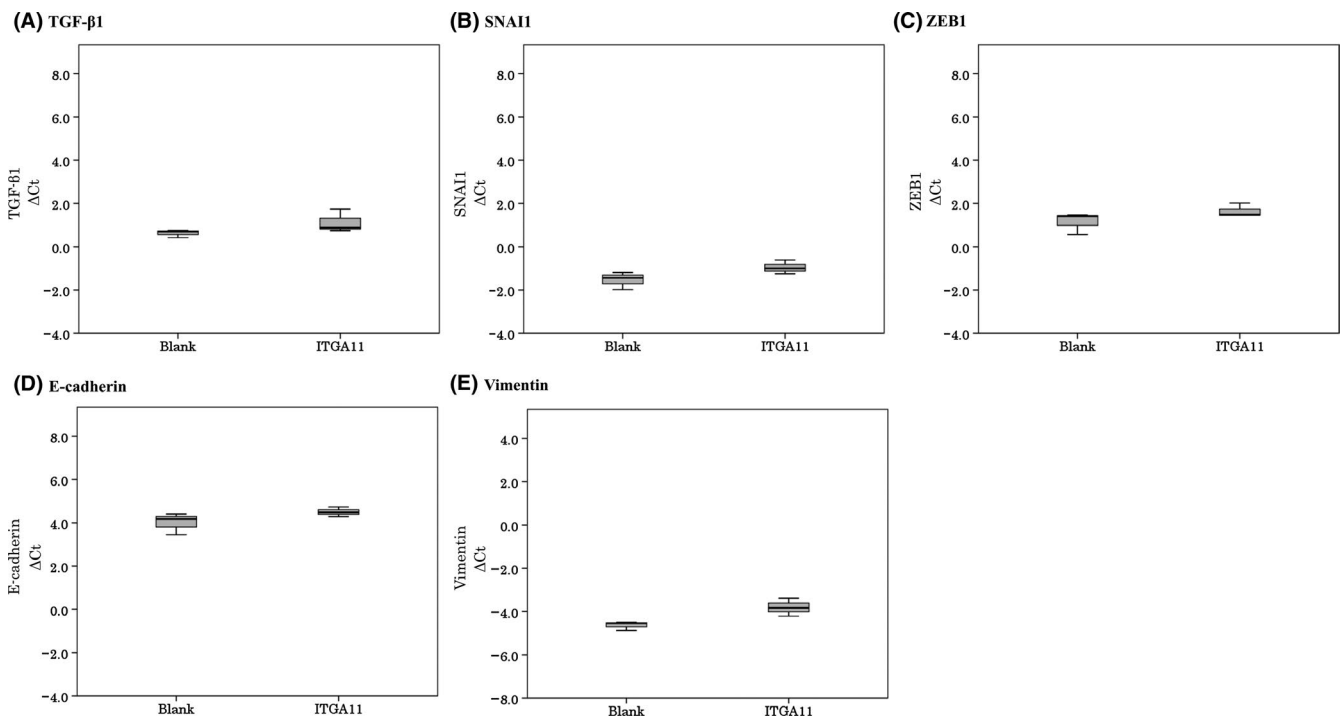 (A) TGF-β1
8.0
6.0
4.0
2.0
0.0
−2.0
−4.0
TGF-β1
ΔCt
Blank
ITGA11
(B) SNAI1
8.0
6.0
4.0
2.0
0.0
−2.0
−4.0
SNAI1
ΔCt
Blank
ITGA11
(C) ZEB1
8.0
6.0
4.0
2.0
0.0
−2.0
−4.0
ZEB1
ΔCt
Blank
ITGA11
(D) E-cadherin
8.0
6.0
4.0
2.0
0.0
−2.0
−4.0
E-cadherin
ΔCt
Blank
ITGA11
(E) Vimentin
4.0
2.0
0.0
−2.0
−4.0
−6.0
−8.0
Vimentin
ΔCt
Blank
ITGA11